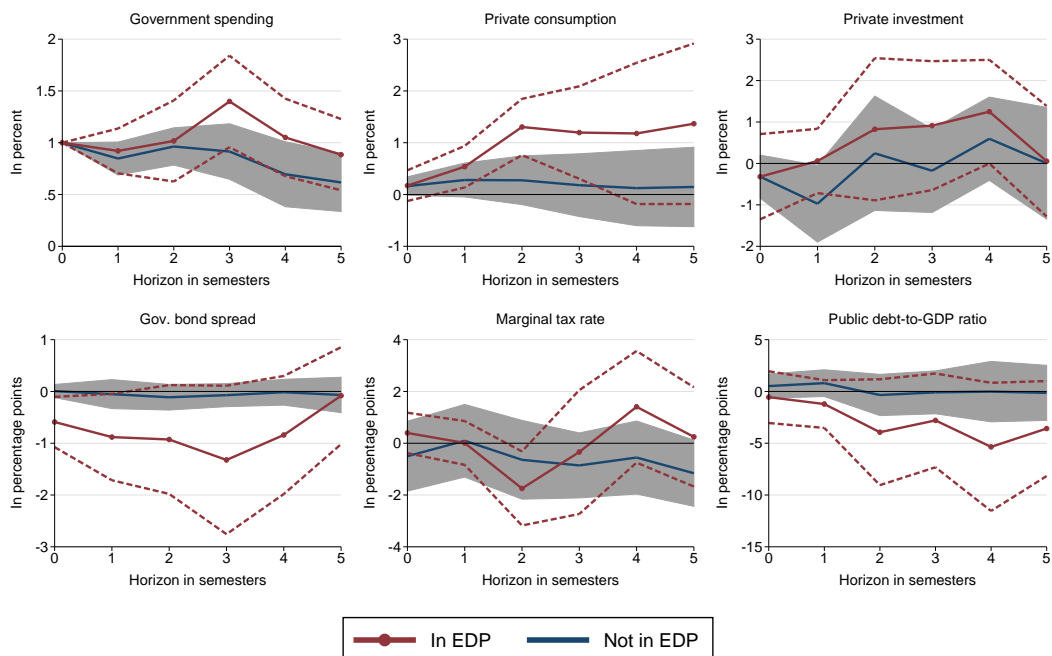 Government spending
Private consumption
Private investment
In percent
2
1.5
1
.5
0
0 1 2 3 4 5
Horizon in semesters
In percent
3
2
1
0
-1
0 1 2 3 4 5
Horizon in semesters
In percent
3
2
1
0
-1
-2
0 1 2 3 4 5
Horizon in semesters
Gov. bond spread
Marginal tax rate
Public debt-to-GDP ratio
In percentage points
1
0
-1
-2
-3
0 1 2 3 4 5
Horizon in semesters
In percentage points
4
2
0
-2
-4
0 1 2 3 4 5
Horizon in semesters
In percentage points
5
0
-5
-10
-15
0 1 2 3 4 5
Horizon in semesters
In EDP Not in EDP